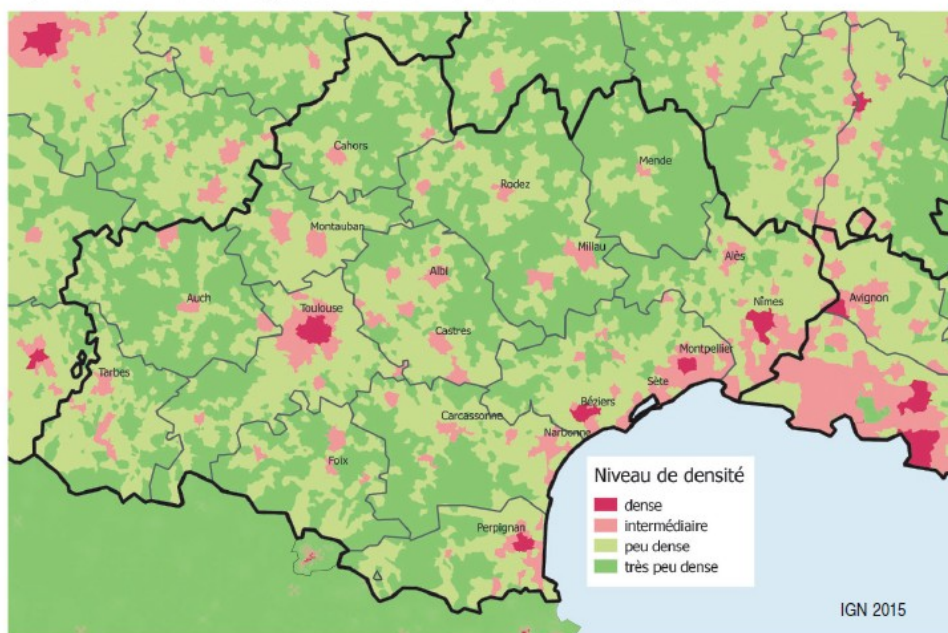 Cahors
Mende
Rodez
Montauban
Millau
Alès
Albi
Auch
Toulouse
Nîmes
Avignon
Castres
Montpellier
Tarbes
Sète
Béziers
Carcassonne
Narbonne
Foix
Perpignan
Niveau de densité
dense
intermédiaire
peu dense
très peu dense
IGN 2015